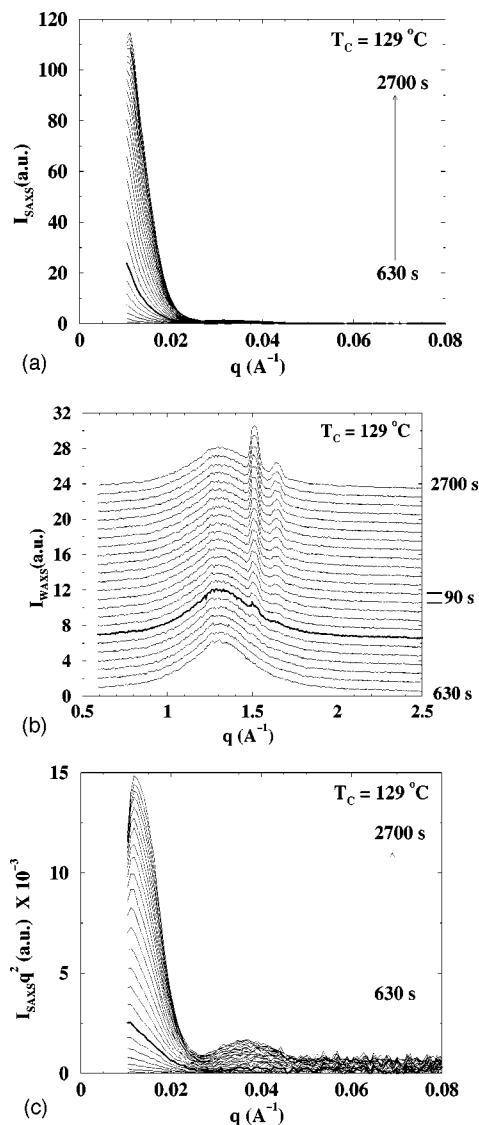 120
100
80
60
40
20
0
I_SAXS (a.u.)
T_C = 129 °C
2700 s
630 s
0 0.02 0.04 0.06 0.08
q (A⁻¹)
(a)
32
28
24
20
16
12
8
4
0
I_WAXS (a.u.)
T_C = 129 °C
2700 s
90 s
630 s
0.5 1 1.5 2 2.5
q (A⁻¹)
(b)
15
10
5
0
I_SAXS q² (a.u.) X 10⁻³
T_C = 129 °C
2700 s
630 s
0 0.02 0.04 0.06 0.08
q (A⁻¹)
(c)